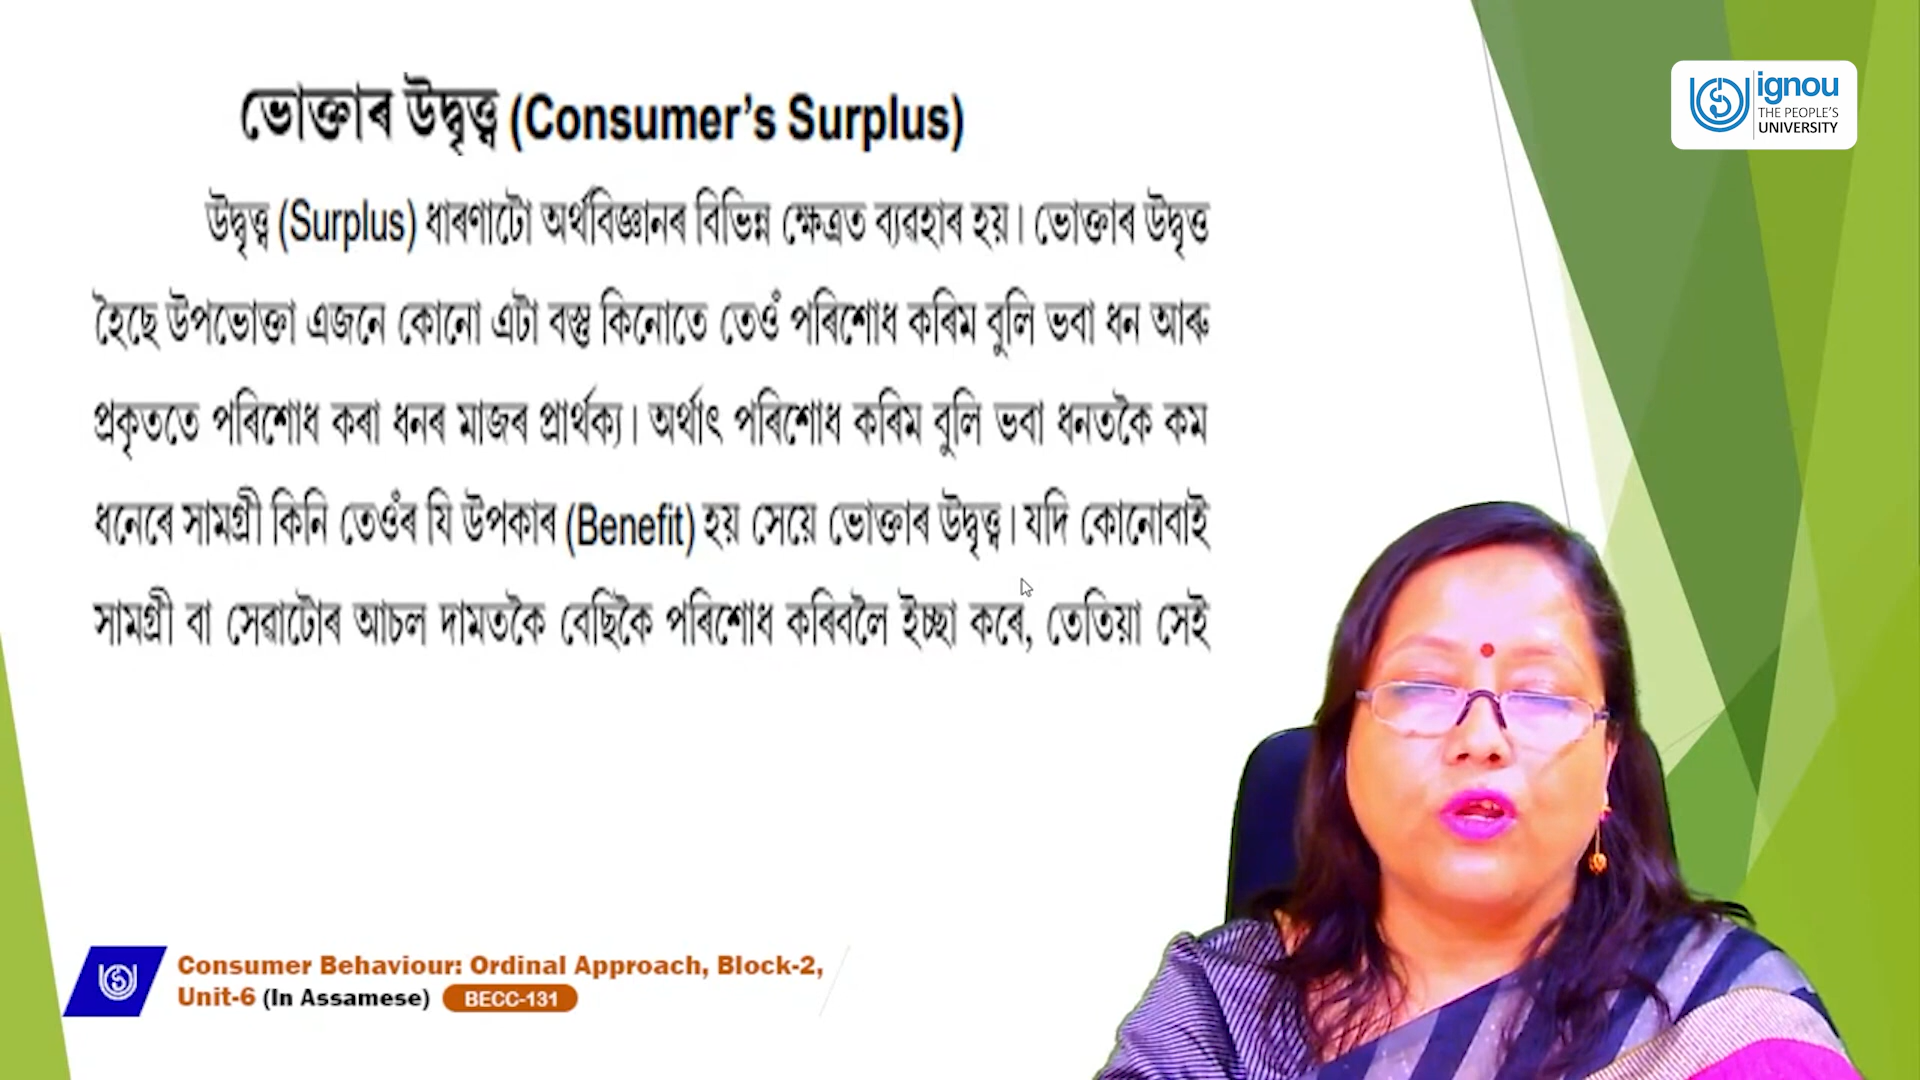 ভোক্তাৰ উদ্বৃত্ত (Consumer's Surplus)
উদ্বৃত্ত (Surplus) ধাৰণাটো অৰ্থবিজ্ঞানৰ বিভিন্ন ক্ষেত্ৰত ব্যৱহাৰ হয়। ভোক্তাৰ উদ্বৃত্ত
হৈছে উপভোক্তা এজনে কোনো এটা বস্তু কিনোতে তেওঁ পৰিশোধ কৰিম বুলি ভবা ধন আৰু
প্ৰকৃততে পৰিশোধ কৰা ধনৰ মাজৰ প্ৰাৰ্থক্য। অৰ্থাৎ পৰিশোধ কৰিম বুলি ভবা ধনতকৈ কম
ধনেৰে সামগ্ৰী কিনি তেওঁৰ যি উপকাৰ (Benefit) হয় সেয়ে ভোক্তাৰ উদ্বৃত্ত। যদি কোনোবাই
সামগ্ৰী বা সেৱাটোৰ আচল দামতকৈ বেছিকৈ পৰিশোধ কৰিবলৈ ইচ্ছা কৰে, তেতিয়া সেই
ignou
THE PEOPLE'S
UNIVERSITY
Consumer Behaviour: Ordinal Approach, Block-2,
Unit-6 (In Assamese) BECC-131